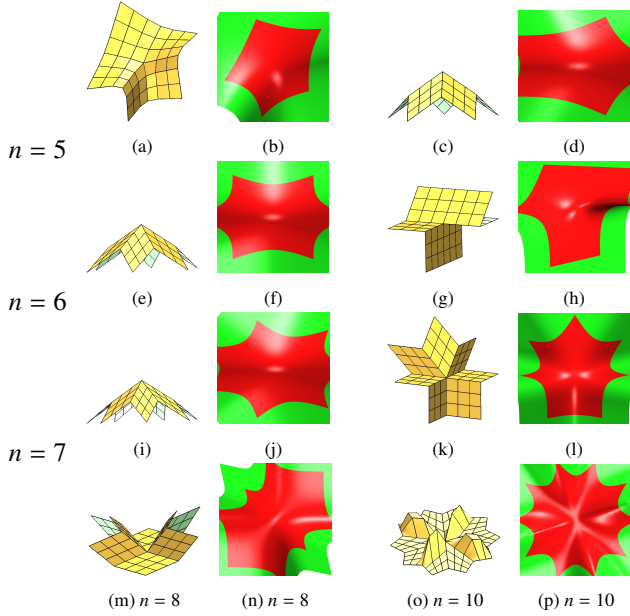 n = 5
(a) (b) (c) (d)
n = 6
(e) (f) (g) (h)
n = 7
(i) (j) (k) (l)
(m) n = 8 (n) n = 8 (o) n = 10 (p) n = 10